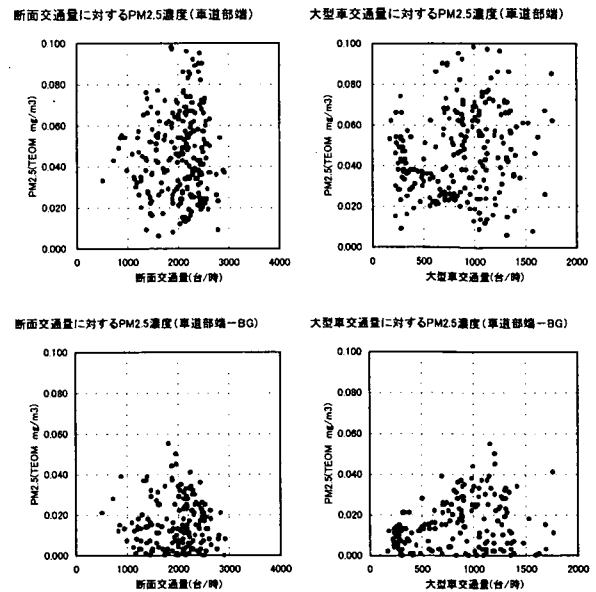 断面交通量に対するPM2.5濃度(車道部端)
PM2.5(TEOM mg/m3)
0.100
0.080
0.060
0.040
0.020
0.000
0 1000 2000 3000 4000
断面交通量(台/時)
大型車交通量に対するPM2.5濃度(車道部端)
PM2.5(TEOM mg/m3)
0.100
0.080
0.060
0.040
0.020
0.000
0 500 1000 1500 2000
大型車交通量(台/時)
断面交通量に対するPM2.5濃度(車道部端-BG)
PM2.5(TEOM mg/m3)
0.100
0.080
0.060
0.040
0.020
0.000
0 1000 2000 3000 4000
断面交通量(台/時)
大型車交通量に対するPM2.5濃度(車道部端-BG)
PM2.5(TEOM mg/m3)
0.100
0.080
0.060
0.040
0.020
0.000
0 500 1000 1500 2000
大型車交通量(台/時)